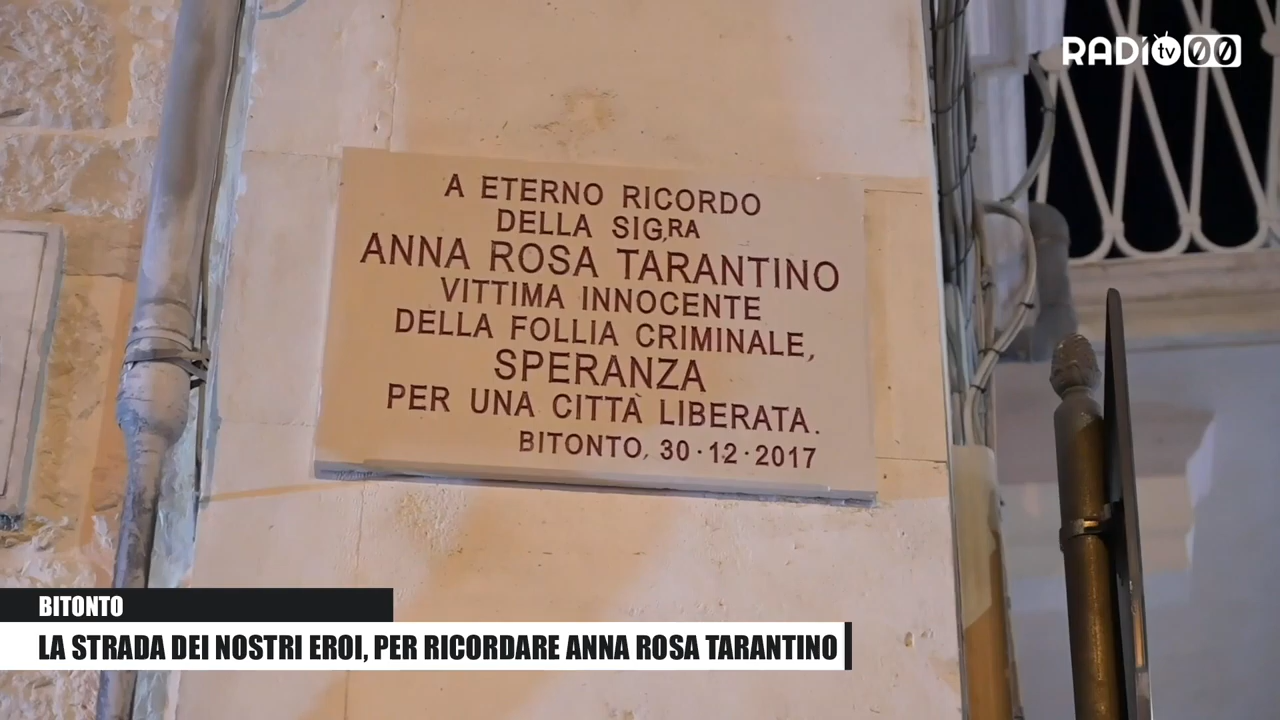 RADIO tv 00
A ETERNO RICORDO
DELLA SIG.RA
ANNA ROSA TARANTINO
VITTIMA INNOCENTE
DELLA FOLLIA CRIMINALE,
SPERANZA
PER UNA CITTÀ LIBERATA.
BITONTO, 30·12·2017
BITONTO
LA STRADA DEI NOSTRI EROI, PER RICORDARE ANNA ROSA TARANTINO